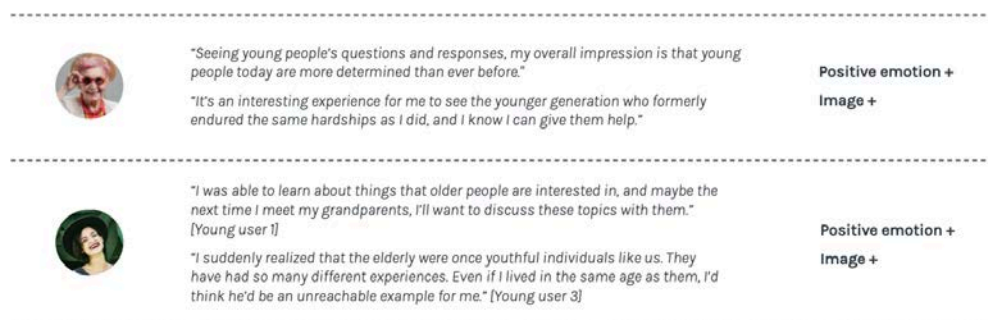 “Seeing young people’s questions and responses, my overall impression is that young
people today are more determined than ever before.”
“It’s an interesting experience for me to see the younger generation who formerly
endured the same hardships as I did, and I know I can give them help.”
Positive emotion +
Image +
“I was able to learn about things that older people are interested in, and maybe the
next time I meet my grandparents, I’ll want to discuss these topics with them.”
[Young user 1]
“I suddenly realized that the elderly were once youthful individuals like us. They
have had so many different experiences. Even if I lived in the same age as them, I’d
think he’d be an unreachable example for me.” [Young user 3]
Positive emotion +
Image +